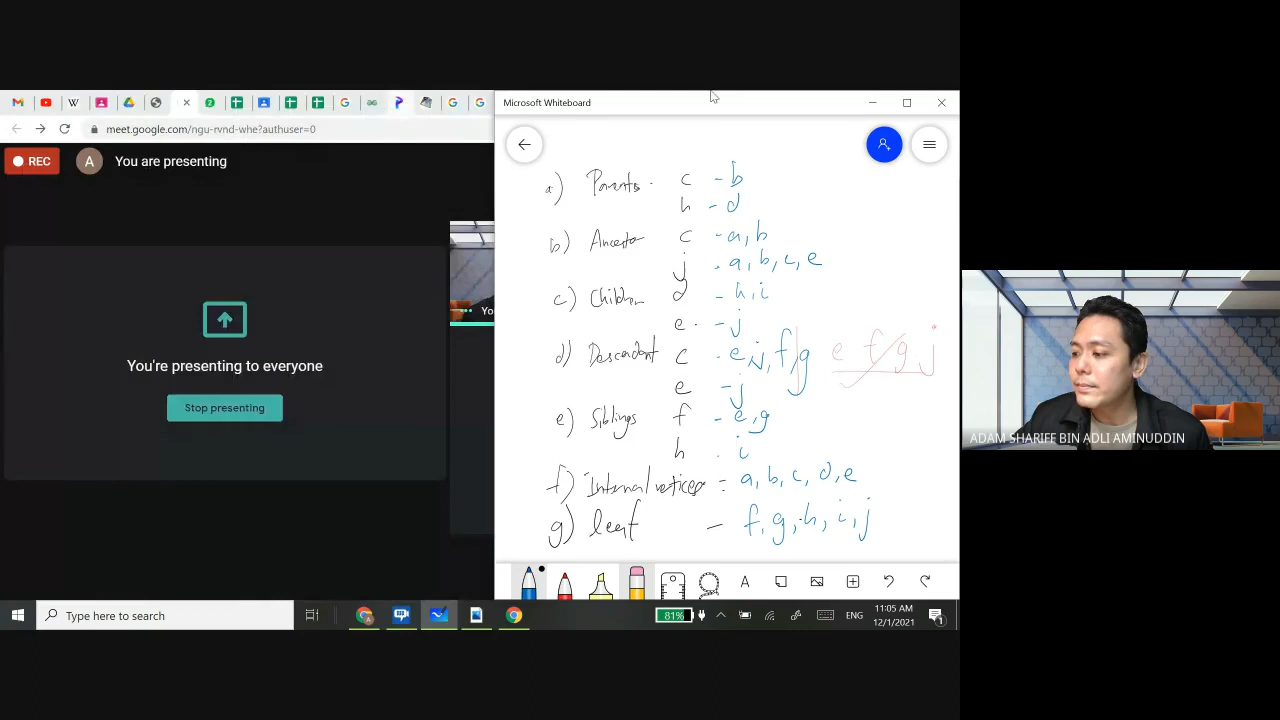 Microsoft Whiteboard
meet.google.com/ngu-rvnd-whe?authuser=0
REC
A
You are presenting
You're presenting to everyone
Stop presenting
Yo
a) Parents. c - b
h - d
b) Ancestor c - a, b
j - a, b, c, e
c) Children d - h, i
e - j
d) Descendent c - e, j, f, g e f g j
e - j
e) Siblings f - e, g
h - i
f) Internal vertices = a, b, c, d, e
g) leaf - f, g, h, i, j
ADAM SHARIFF BIN ADLI AMINUDDIN
Type here to search
81%
ENG
11:05 AM
12/1/2021